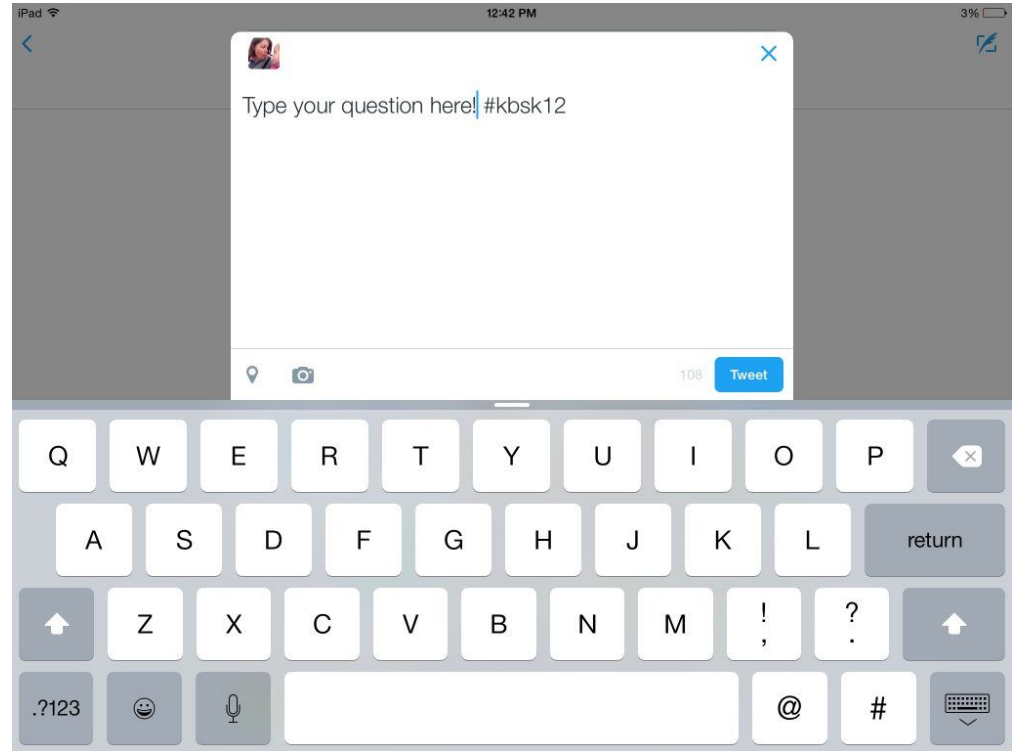 iPad 12:42 PM 3%
Type your question here! #kbsk12
108 Tweet
Q W E R T Y U I O P
A S D F G H J K L return
Z X C V B N M ! , ? .
.?123 @ #